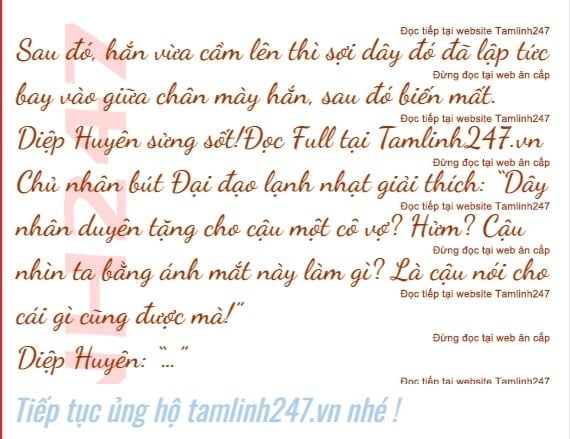 Đọc tiếp tại website Tamlinh247
Sau đó, hắn vừa cầm lên thì sợi dây đó đã lập tức
Đừng đọc tại web ăn cắp
bay vào giữa chân mày hắn, sau đó biến mất.
Đọc tiếp tại website Tamlinh247
Diệp Huyên sửng sốt!Đọc Full tại Tamlinh247.vn
Đừng đọc tại web ăn cắp
Chủ nhân bút Đại đạo lạnh nhạt giải thích: "Dây
Đọc tiếp tại website Tamlinh247
nhân duyên tặng cho cậu một cô vợ? Hửm? Cậu
Đừng đọc tại web ăn cắp
nhìn ta bằng ánh mắt này làm gì? Là cậu nói cho
Đọc tiếp tại website Tamlinh247
cái gì cũng được mà!"
Đừng đọc tại web ăn cắp
Diệp Huyên: "..."
Đọc tiếp tại website Tamlinh247
NH247
Tiếp tục ủng hộ tamlinh247.vn nhé !